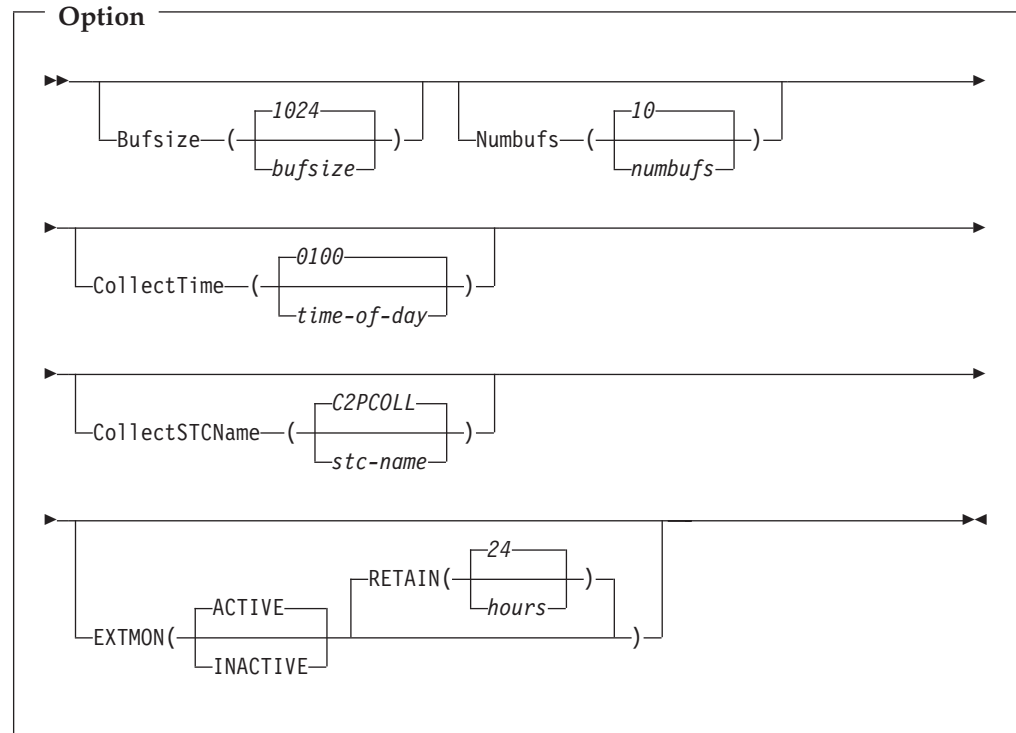 Option
1024
10
Bufsize ( ) Numbufs ( )
bufsize
numbufs
0100
CollectTime ( )
time-of-day
C2PCOLL
CollectSTCName ( )
stc-name
24
RETAIN( )
ACTIVE
hours
EXTMON( )
INACTIVE